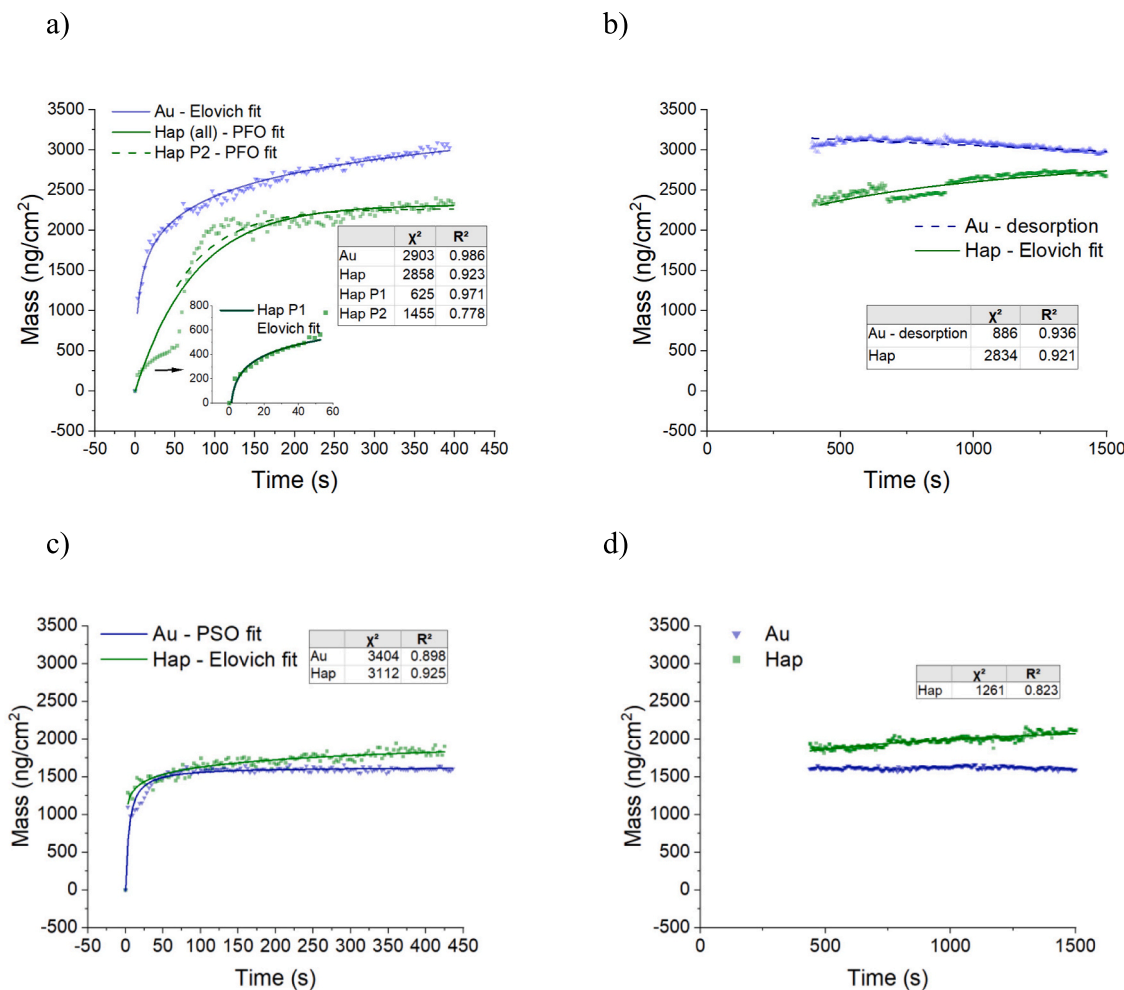 a)
Au - Elovich fit
Hap (all) - PFO fit
Hap P2 - PFO fit
3500
3000
2500
2000
1500
1000
500
0
-500
Mass (ng/cm²)
χ² R²
Au 2903 0.986
Hap 2858 0.923
Hap P1 625 0.971
Hap P2 1455 0.778
Hap P1
Elovich fit
800
600
400
200
0
0 20 40 60
-50 0 50 100 150 200 250 300 350 400 450
Time (s)
b)
3500
3000
2500
2000
1500
1000
500
0
-500
Mass (ng/cm²)
Au - desorption
Hap - Elovich fit
χ² R²
Au - desorption 886 0.936
Hap 2834 0.921
0 500 1000 1500
Time (s)
c)
Au - PSO fit
Hap - Elovich fit
χ² R²
Au 3404 0.898
Hap 3112 0.925
3500
3000
2500
2000
1500
1000
500
0
-500
Mass (ng/cm²)
-50 0 50 100 150 200 250 300 350 400 450
Time (s)
d)
Au
Hap
χ² R²
Hap 1261 0.823
3500
3000
2500
2000
1500
1000
500
0
-500
Mass (ng/cm²)
0 500 1000 1500
Time (s)